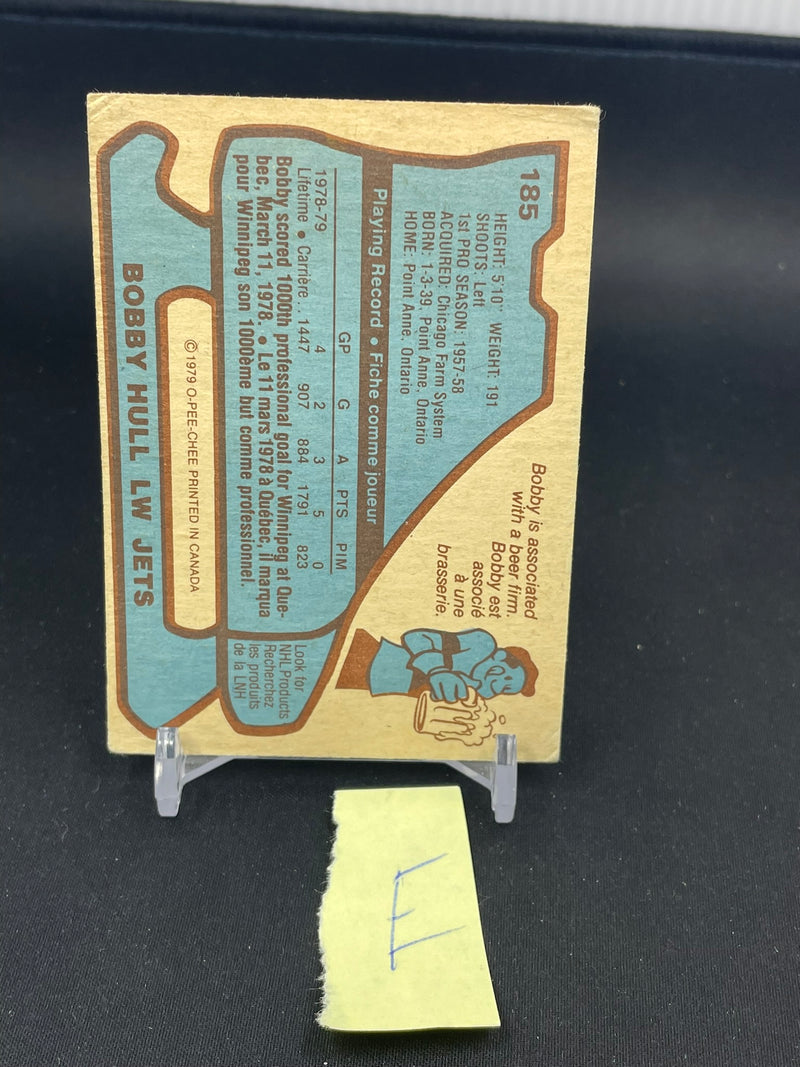 185
HEIGHT: 5'10" WEIGHT: 191
SHOOTS: Left
1st PRO SEASON: 1957-58
ACQUIRED: Chicago Farm System
BORN: 1-3-39, Point Anne, Ontario
HOME: Point Anne, Ontario
Bobby is associated
with a beer firm.
Bobby est
associé
à une
brasserie.
Playing Record • Fiche comme joueur
GP G A PTS PIM
1978-79 4 2 3 5 0
Lifetime • Carrière .. 1447 907 884 1791 823
Bobby scored 1000th professional goal for Winnipeg at Que-
bec, March 11, 1978. • Le 11 mars 1978 à Québec, il marqua
pour Winnipeg son 1000ème but comme professionnel.
Look for
NHL Products
Recherchez
les produits
de la LNH
© 1979 O-PEE-CHEE PRINTED IN CANADA
BOBBY HULL LW JETS
E